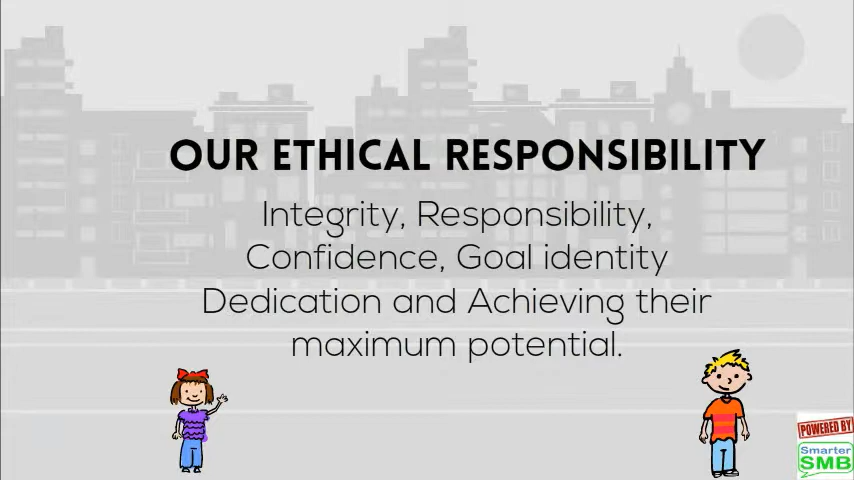 OUR ETHICAL RESPONSIBILITY
Integrity, Responsibility,
Confidence, Goal identity
Dedication and Achieving their
maximum potential.
POWERED BY
Smarter
SMB